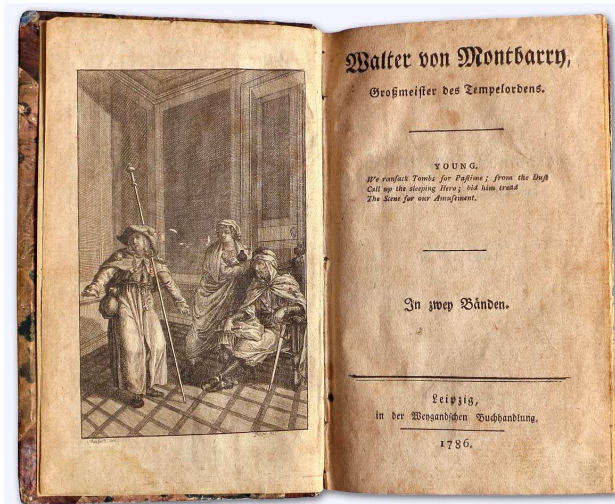 Walter von Montbarry,
Großmeister des Tempelordens.
YOUNG.
We ransack Tombs for Pastime; from the Dust
Call up the sleeping Hero; bid him tread
The Scene for our Amusement.
In zwey Bänden.
Leipzig,
in der Weygandschen Buchhandlung.
1786.